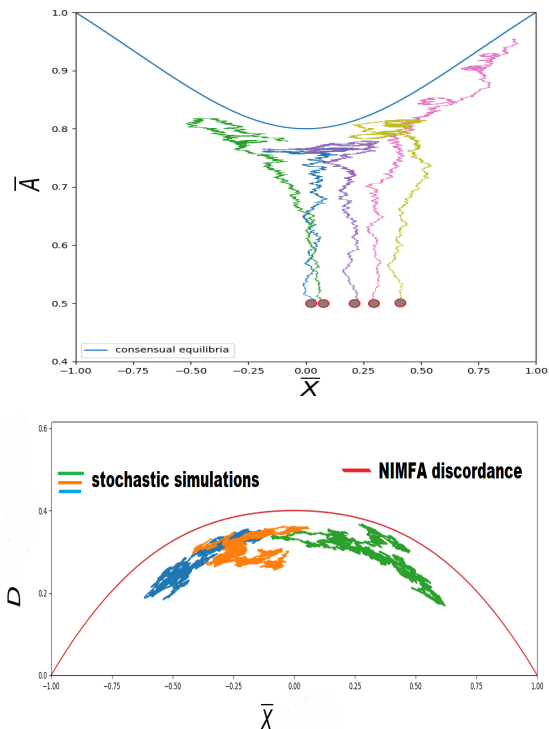 1.0
0.9
0.8
A
0.7
0.6
0.5
consensual equilibria
0.4
−1.00 −0.75 −0.50 −0.25 0.00 0.25 0.50 0.75 1.00
X
0.6
stochastic simulations NIMFA discordance
0.4
D
0.2
0.0
−1.00 −0.75 −0.50 −0.25 0.00 0.25 0.50 0.75 1.00
X